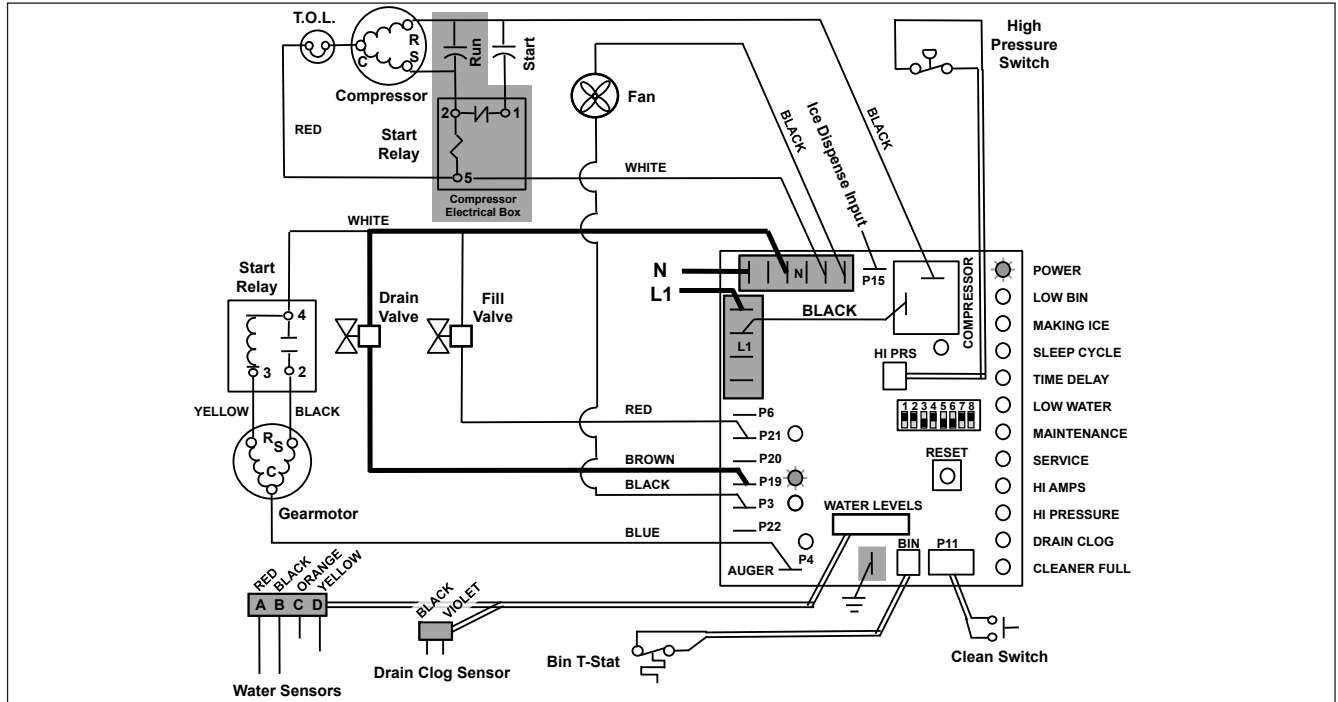 T.O.L.
R
S
C
Compressor
Run
Start
2
1
5
Start
Relay
Compressor
Electrical Box
RED
WHITE
Fan
BLACK
Ice Dispense Input
BLACK
High
Pressure
Switch
WHITE
Start
Relay
4
3
2
YELLOW
BLACK
R
S
C
Gearmotor
Drain
Valve
Fill
Valve
N
L1
N
L1
P15
BLACK
COMPRESSOR
HI PRS
1 2 3 4 5 6 7 8
RESET
RED
BROWN
BLACK
BLUE
P6
P21
P20
P19
P3
P22
P4
AUGER
WATER LEVELS
BIN
P11
POWER
LOW BIN
MAKING ICE
SLEEP CYCLE
TIME DELAY
LOW WATER
MAINTENANCE
SERVICE
HI AMPS
HI PRESSURE
DRAIN CLOG
CLEANER FULL
RED
BLACK
ORANGE
YELLOW
A B C D
Water Sensors
BLACK
VIOLET
Drain Clog Sensor
Bin T-Stat
Clean Switch